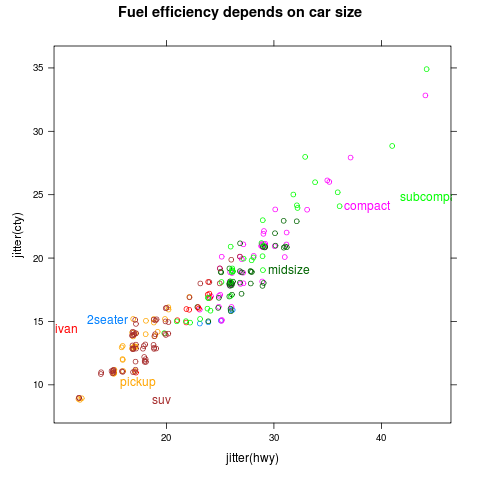 Fuel efficiency depends on car size
35
30
25
20
15
10
subcomp
compact
midsize
2seater
ivan
pickup
suv
20
30
40
jitter(cty)
jitter(hwy)